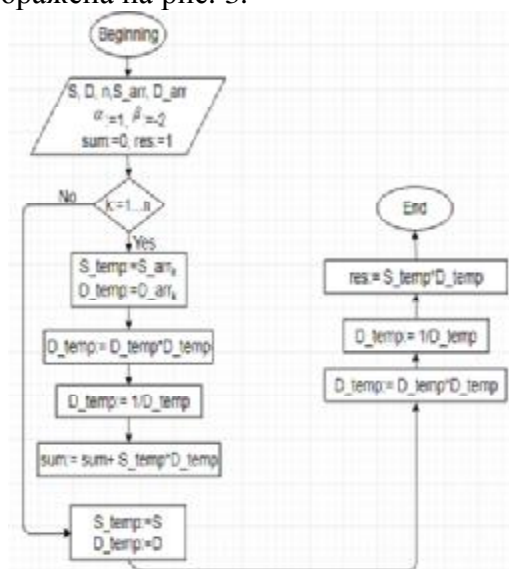 ображена на рис. 3.
Beginning
S, D, n,S_arr, D_arr
α:=1, β:=-2
sum:=0, res:=1
k:=1...n
No
Yes
S_temp:=S_arrₖ
D_temp:=D_arrₖ
D_temp:= D_temp*D_temp
D_temp:= 1/D_temp
sum:= sum+ S_temp*D_temp
S_temp:=S
D_temp:=D
D_temp:= D_temp*D_temp
D_temp:= 1/D_temp
res:= S_temp*D_temp
End